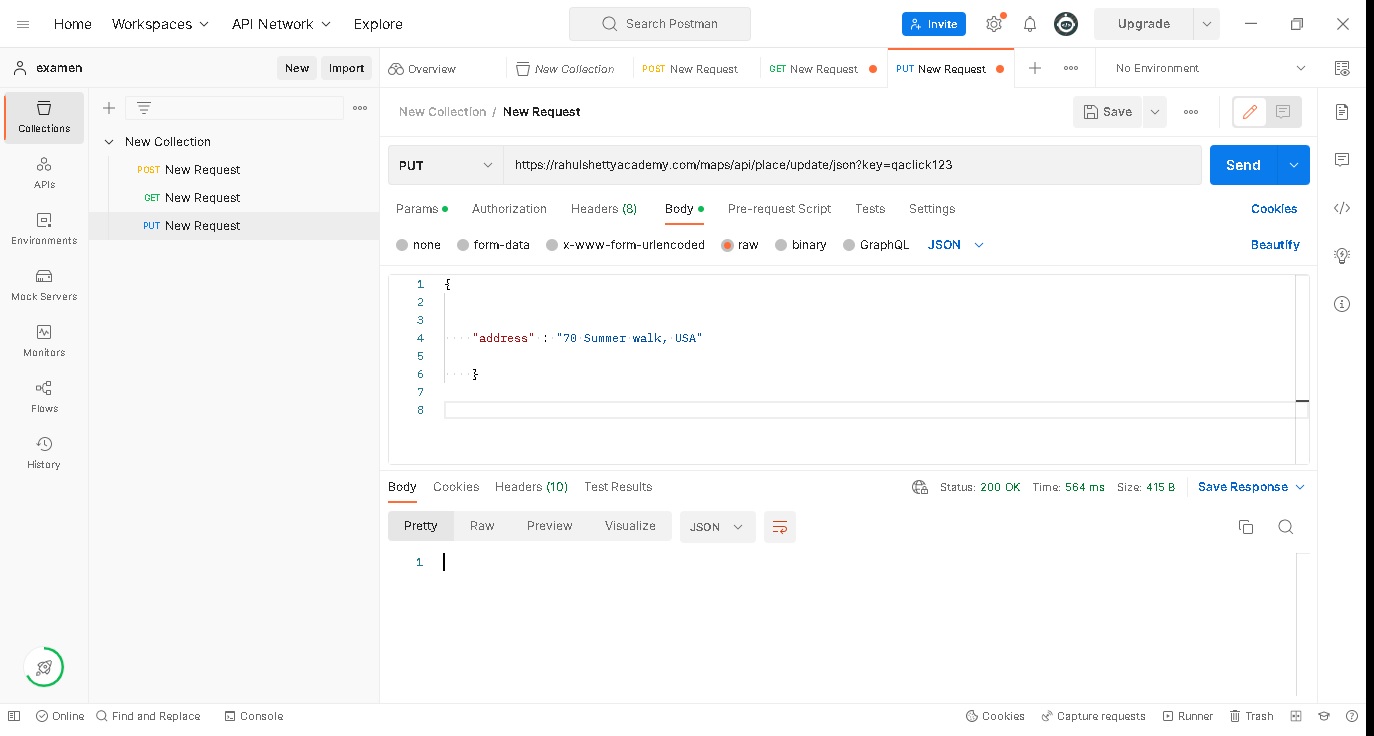 Home Workspaces API Network Explore Search Postman Invite Upgrade
examen New Import Overview New Collection POST New Request GET New Request PUT New Request No Environment
Collections
APIs
Environments
Mock Servers
Monitors
Flows
History
New Collection
POST New Request
GET New Request
PUT New Request
New Collection / New Request Save
PUT https://rahulshettyacademy.com/maps/api/place/update/json?key=qaclick123 Send
Params Authorization Headers (8) Body Pre-request Script Tests Settings Cookies
none form-data x-www-form-urlencoded raw binary GraphQL JSON Beautify
1 {
2
3
4 "address" : "70 Summer walk, USA"
5
6 }
7
8
Body Cookies Headers (10) Test Results Status: 200 OK Time: 564 ms Size: 415 B Save Response
Pretty Raw Preview Visualize JSON
1
Online Find and Replace Console Cookies Capture requests Runner Trash